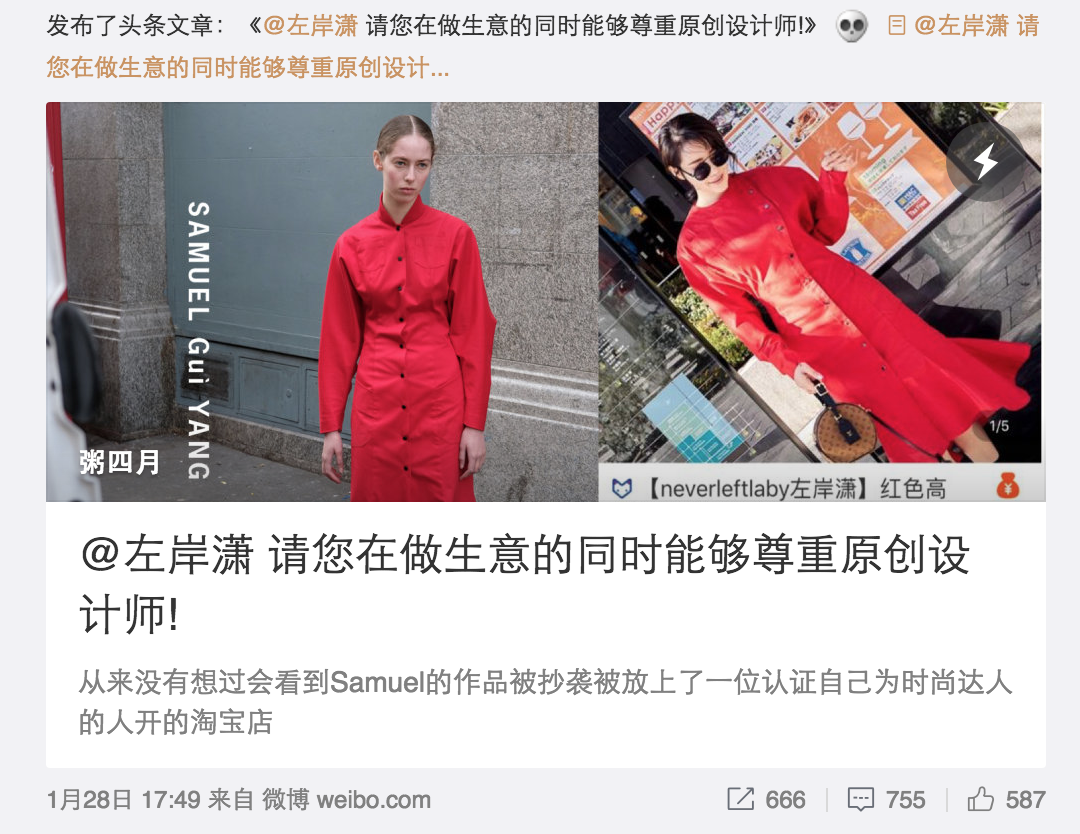 发布了头条文章：《@左岸潇 请您在做生意的同时能够尊重原创设计师!》 @左岸潇 请
您在做生意的同时能够尊重原创设计...
SAMUEL Guì YANG
粥四月
Happ
1/5
【neverleftlaby左岸潇】红色高
@左岸潇 请您在做生意的同时能够尊重原创设
计师!
从来没有想过会看到Samuel的作品被抄袭被放上了一位认证自己为时尚达人
的人开的淘宝店
1月28日 17:49 来自 微博 weibo.com
666
755
587